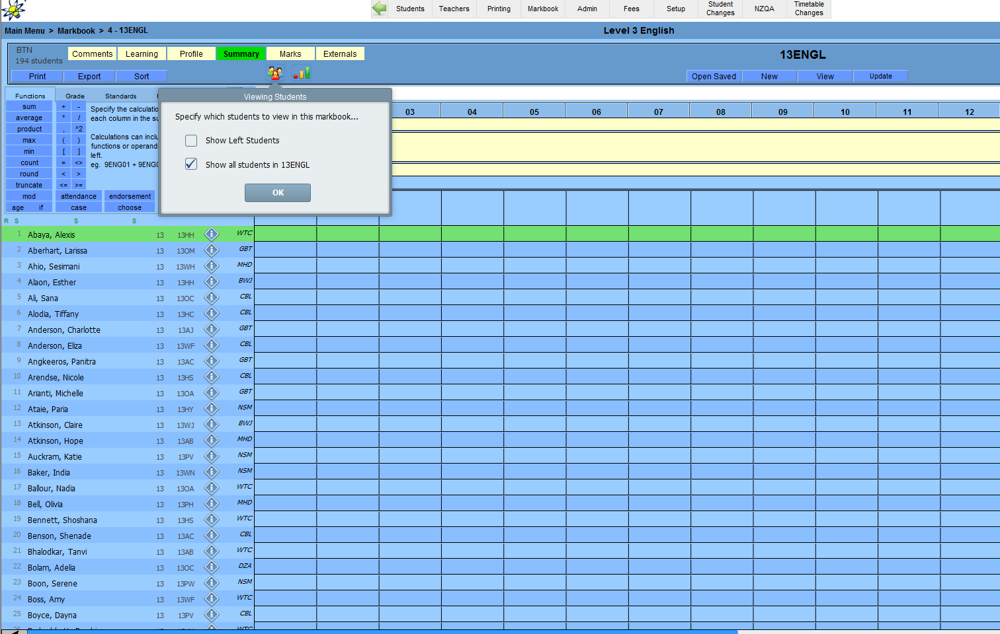 Students Teachers Printing Markbook Admin Fees Setup Student Changes NZQA Timetable Changes
Main Menu > Markbook > 4 - 13ENGL Level 3 English
BTN
194 students
Comments Learning Profile Summary Marks Externals
13ENGL
Print Export Sort
Open Saved New View Update
Functions Grade Standards
sum + -
average * /
product , ^2
max ( )
min [ ]
count = <>
round < >
truncate <= >=
mod attendance endorsement
age if case choose
Specify the calculatio
each column in the su
Calculations can inclu
functions or operand
left.
eg. 9ENG01 + 9ENG0
Viewing Students
Specify which students to view in this markbook...
Show Left Students
Show all students in 13ENGL
OK
03 04 05 06 07 08 09 10 11 12
R S S S
1 Abaya, Alexis 13 13HH WTC
2 Aberhart, Larissa 13 13OM GBT
3 Ahio, Sesimani 13 13WH MHD
4 Alaon, Esther 13 13HH BWJ
5 Ali, Sana 13 13OC CBL
6 Alodia, Tiffany 13 13HC CBL
7 Anderson, Charlotte 13 13AJ GBT
8 Anderson, Eliza 13 13WF CBL
9 Angkeeros, Panitra 13 13AC GBT
10 Arendse, Nicole 13 13HS CBL
11 Arianti, Michelle 13 13OA GBT
12 Ataie, Paria 13 13HY NSM
13 Atkinson, Claire 13 13WJ BWJ
14 Atkinson, Hope 13 13AB MHD
15 Auckram, Katie 13 13PV NSM
16 Baker, India 13 13WN NSM
17 Ballour, Nadia 13 13OA WTC
18 Bell, Olivia 13 13PH MHD
19 Bennett, Shoshana 13 13HS WTC
20 Benson, Shenade 13 13AC CBL
21 Bhalodkar, Tanvi 13 13AB WTC
22 Bolam, Adelia 13 13OC DZA
23 Boon, Serene 13 13PW NSM
24 Boss, Amy 13 13WF WTC
25 Boyce, Dayna 13 13PV CBL
26 WTC